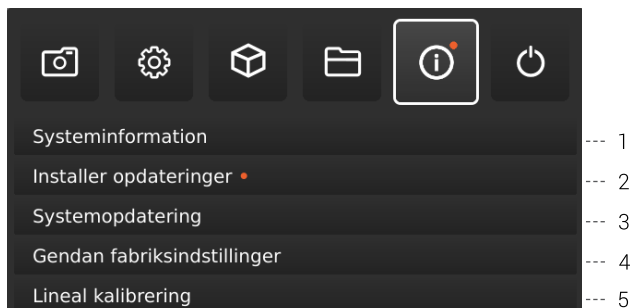 Systeminformation --- 1
Installer opdateringer --- 2
Systemopdatering --- 3
Gendan fabriksindstillinger --- 4
Lineal kalibrering --- 5